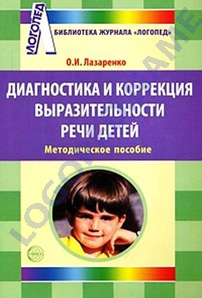 ЛОГОПЕД
БИБЛИОТЕКА ЖУРНАЛА «ЛОГОПЕД»
О.И. Лазаренко
ДИАГНОСТИКА И КОРРЕКЦИЯ
ВЫРАЗИТЕЛЬНОСТИ
РЕЧИ ДЕТЕЙ
Методическое пособие